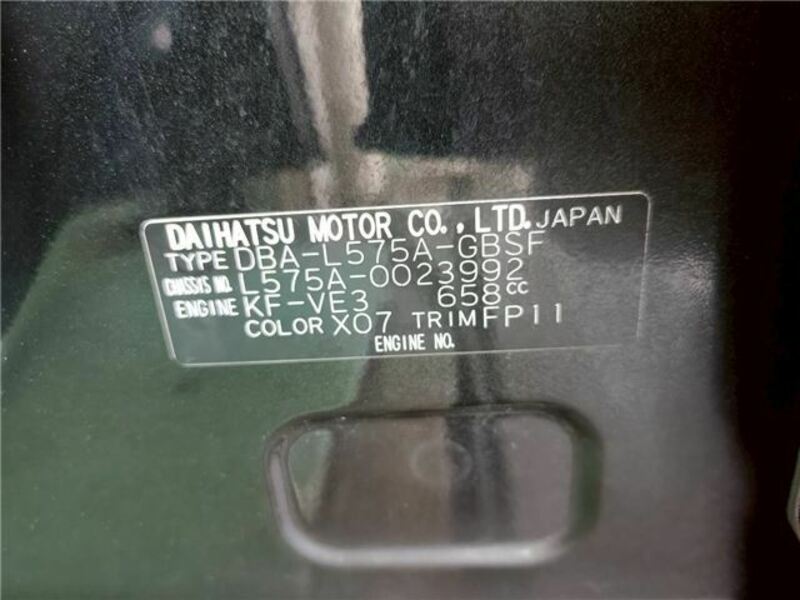 DAIHATSU MOTOR CO., LTD. JAPAN
TYPE DBA-L575A-GBSF
CHASSIS NO. L575A-0023992
ENGINE KF-VE3 658cc
COLOR X07 TRIM FP11
ENGINE NO.